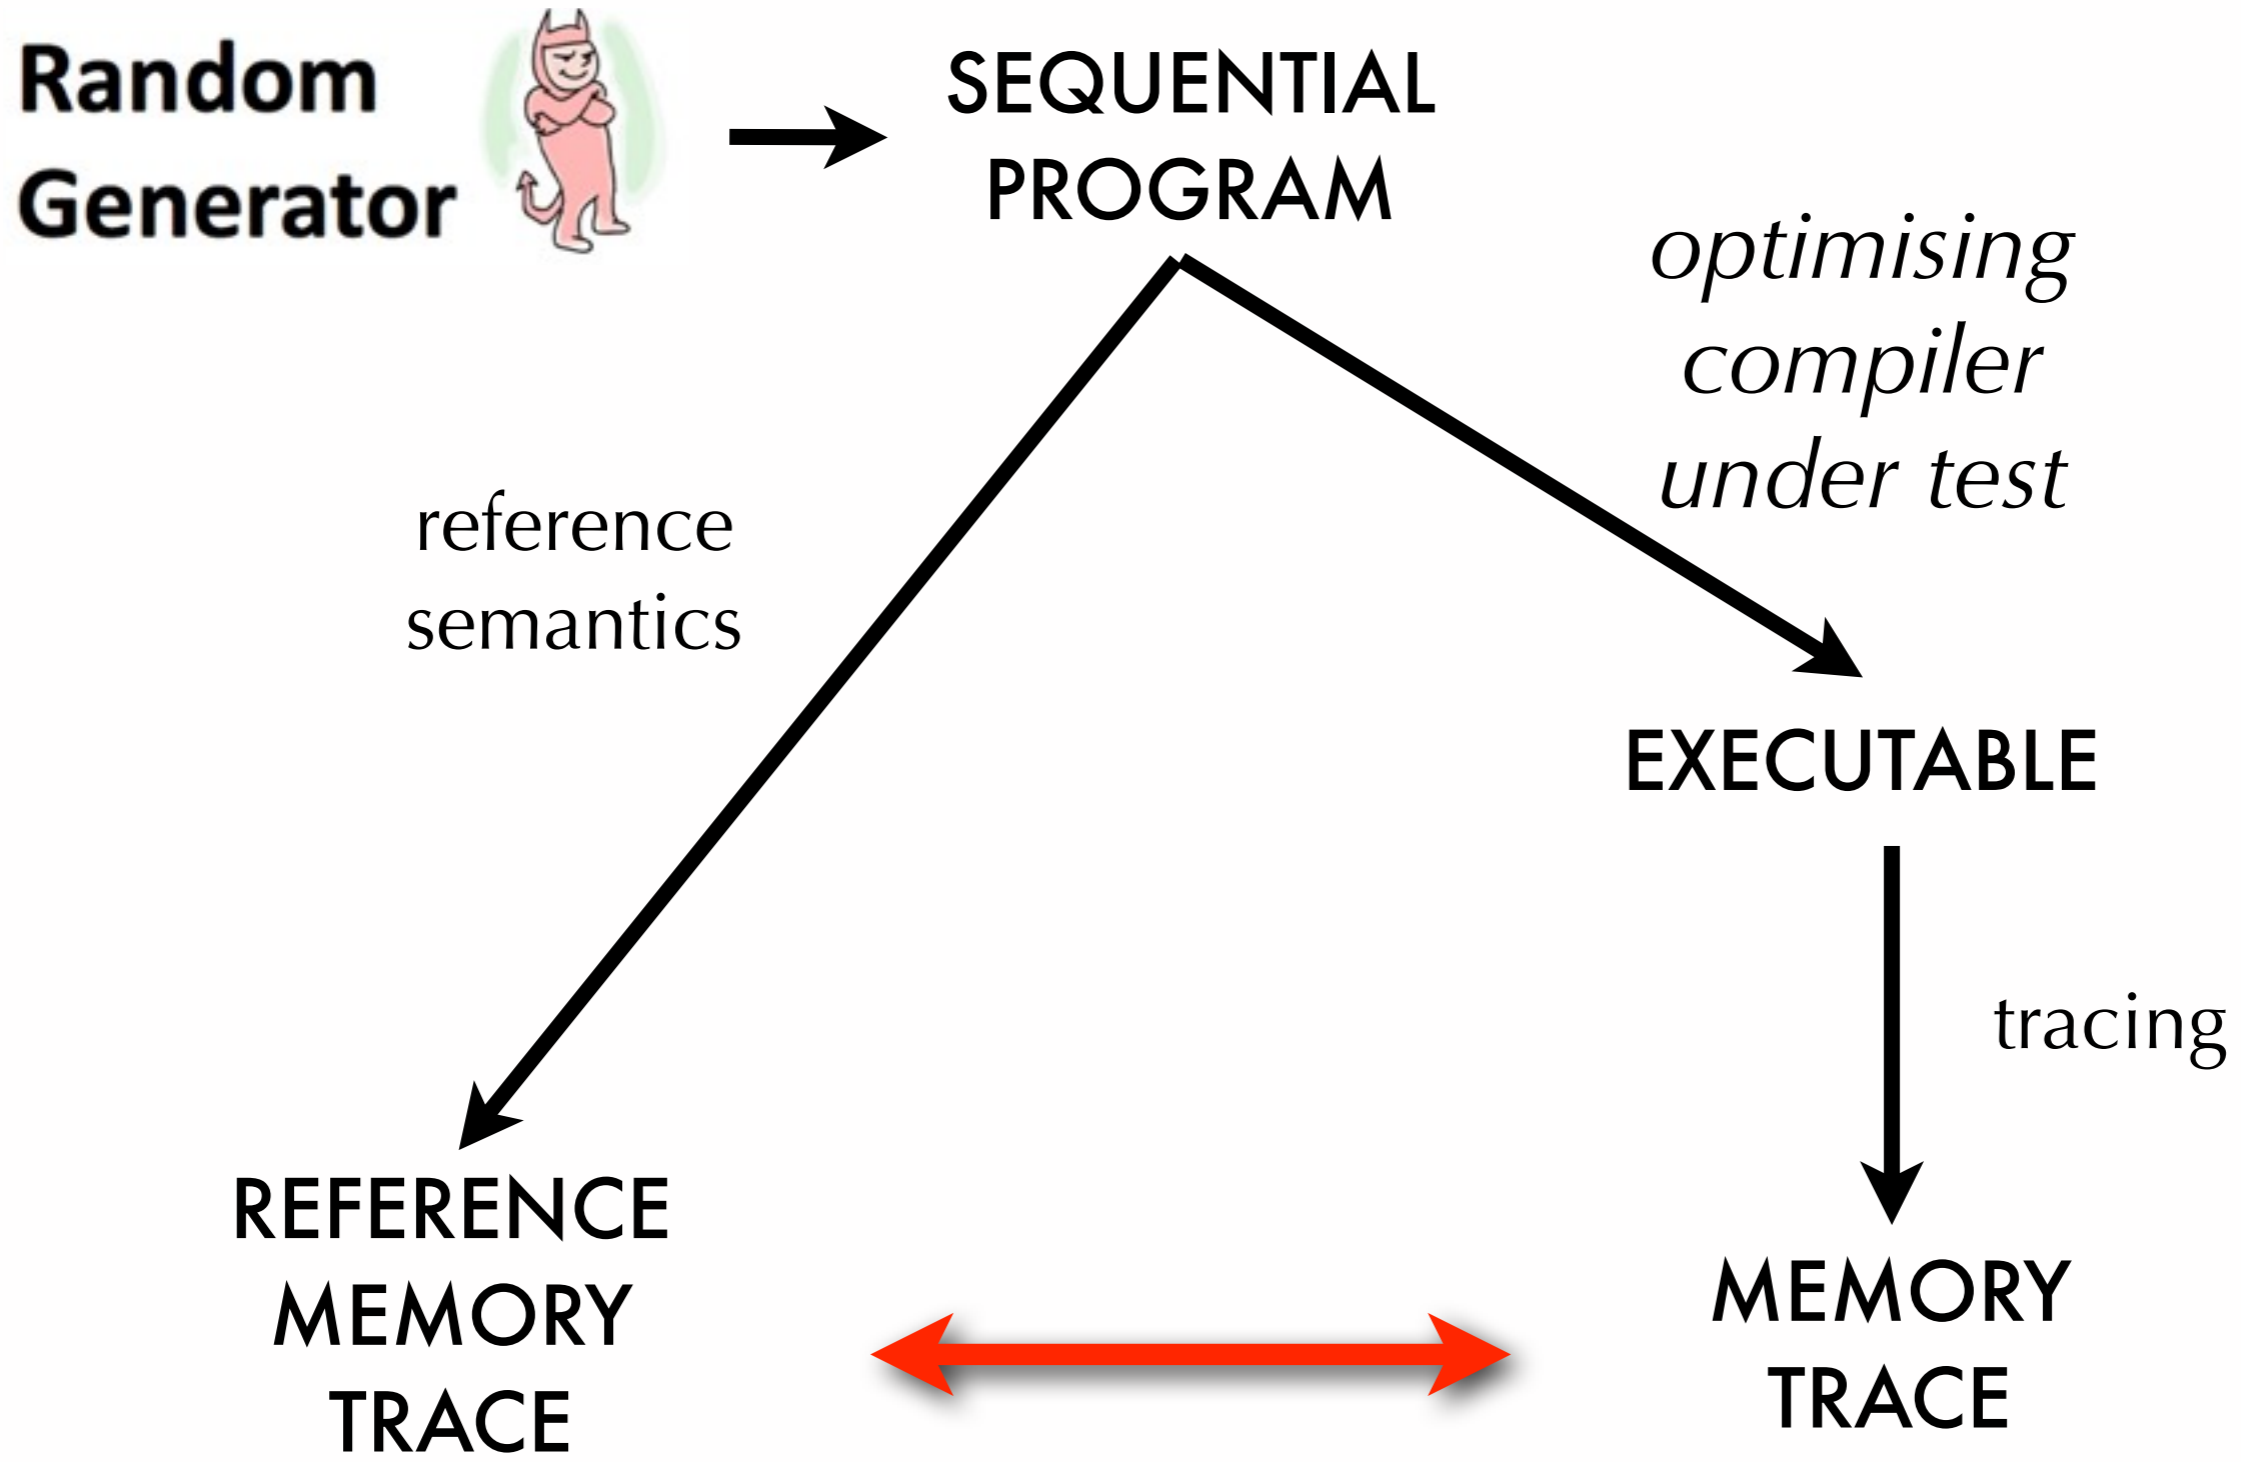 Random
Generator
SEQUENTIAL
PROGRAM
optimising
compiler
under test
reference
semantics
EXECUTABLE
tracing
REFERENCE
MEMORY
TRACE
MEMORY
TRACE